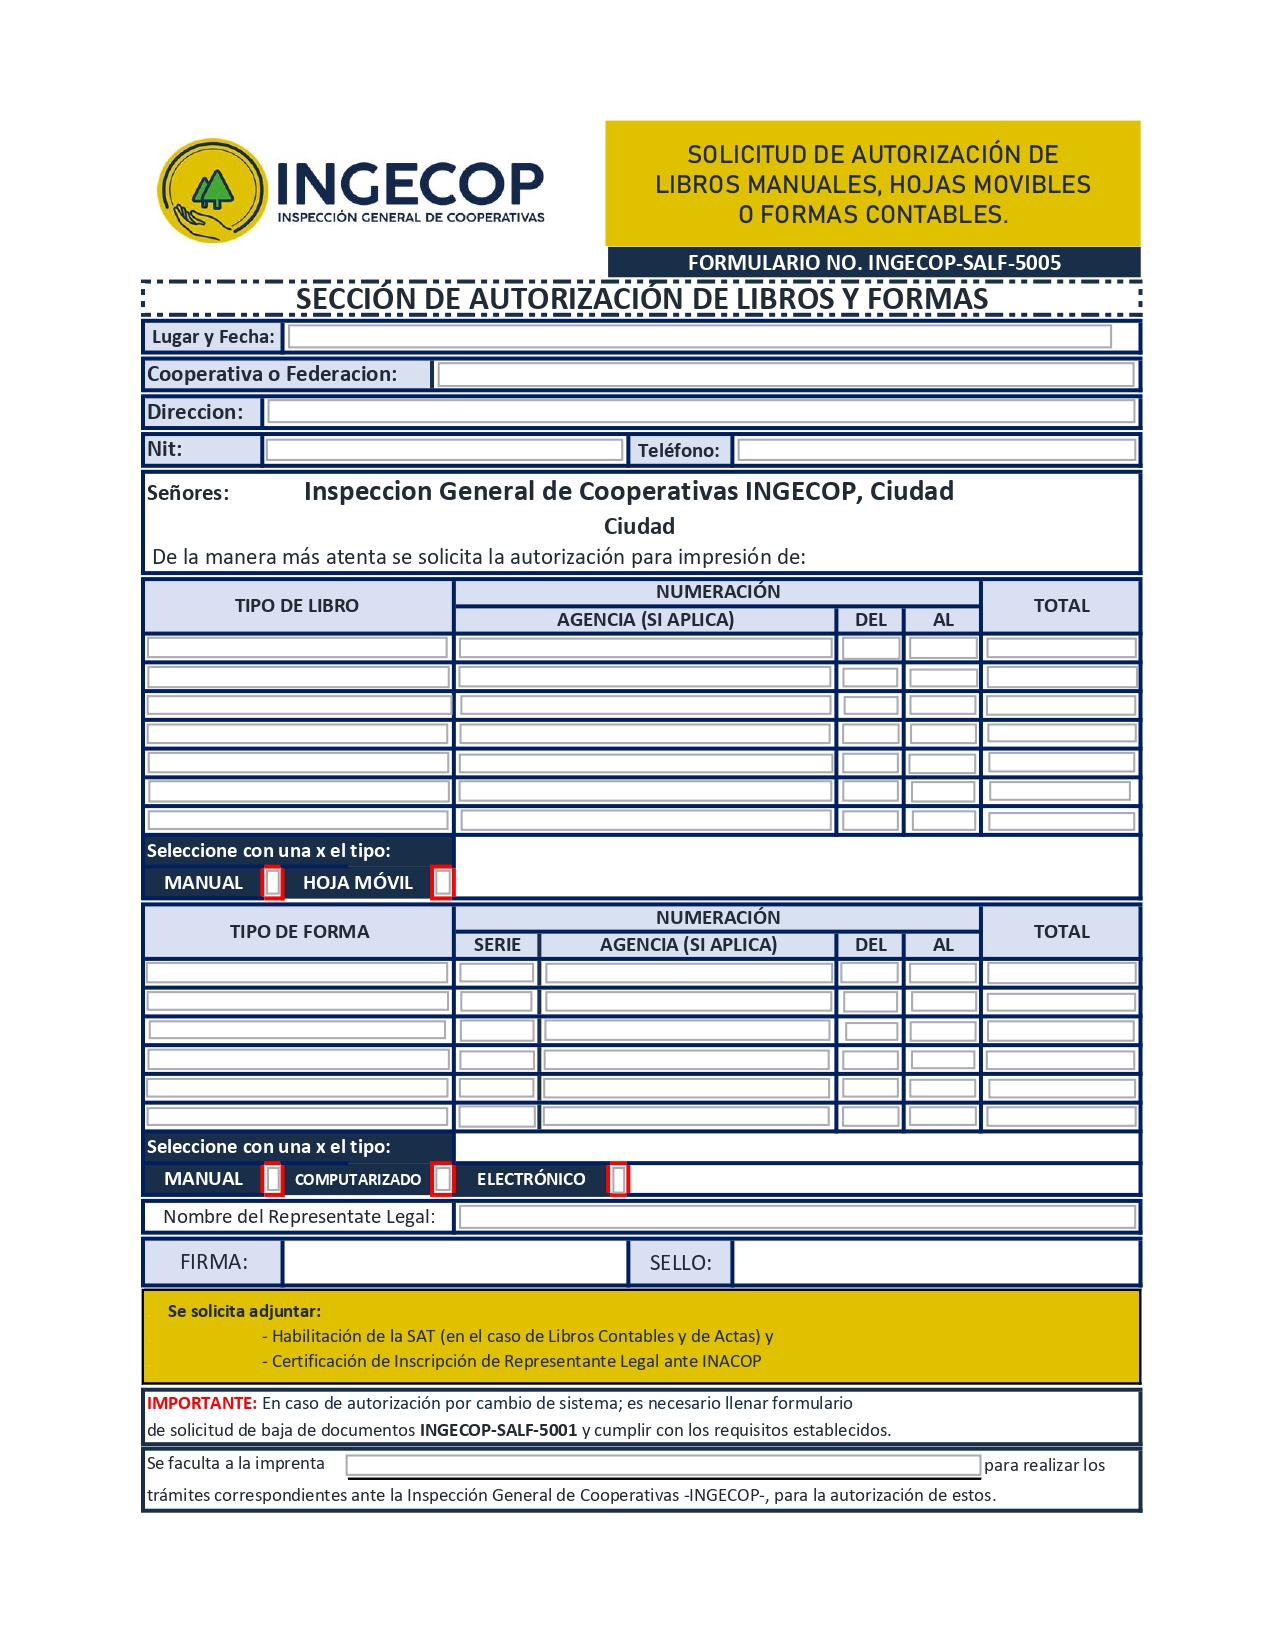 INGECOP
INSPECCIÓN GENERAL DE COOPERATIVAS
SOLICITUD DE AUTORIZACIÓN DE
LIBROS MANUALES, HOJAS MOVIBLES
O FORMAS CONTABLES.
FORMULARIO NO. INGECOP-SALF-5005
SECCIÓN DE AUTORIZACIÓN DE LIBROS Y FORMAS
Lugar y Fecha:
Cooperativa o Federacion:
Direccion:
Nit: Teléfono:
Señores: Inspeccion General de Cooperativas INGECOP, Ciudad
Ciudad
De la manera más atenta se solicita la autorización para impresión de:
TIPO DE LIBRO NUMERACIÓN TOTAL
AGENCIA (SI APLICA) DEL AL
Seleccione con una x el tipo:
MANUAL HOJA MÓVIL
TIPO DE FORMA NUMERACIÓN TOTAL
SERIE AGENCIA (SI APLICA) DEL AL
Seleccione con una x el tipo:
MANUAL COMPUTARIZADO ELECTRÓNICO
Nombre del Representate Legal:
FIRMA: SELLO:
Se solicita adjuntar:
- Habilitación de la SAT (en el caso de Libros Contables y de Actas) y
- Certificación de Inscripción de Representante Legal ante INACOP
IMPORTANTE: En caso de autorización por cambio de sistema; es necesario llenar formulario
de solicitud de baja de documentos INGECOP-SALF-5001 y cumplir con los requisitos establecidos.
Se faculta a la imprenta para realizar los
trámites correspondientes ante la Inspección General de Cooperativas -INGECOP-, para la autorización de estos.